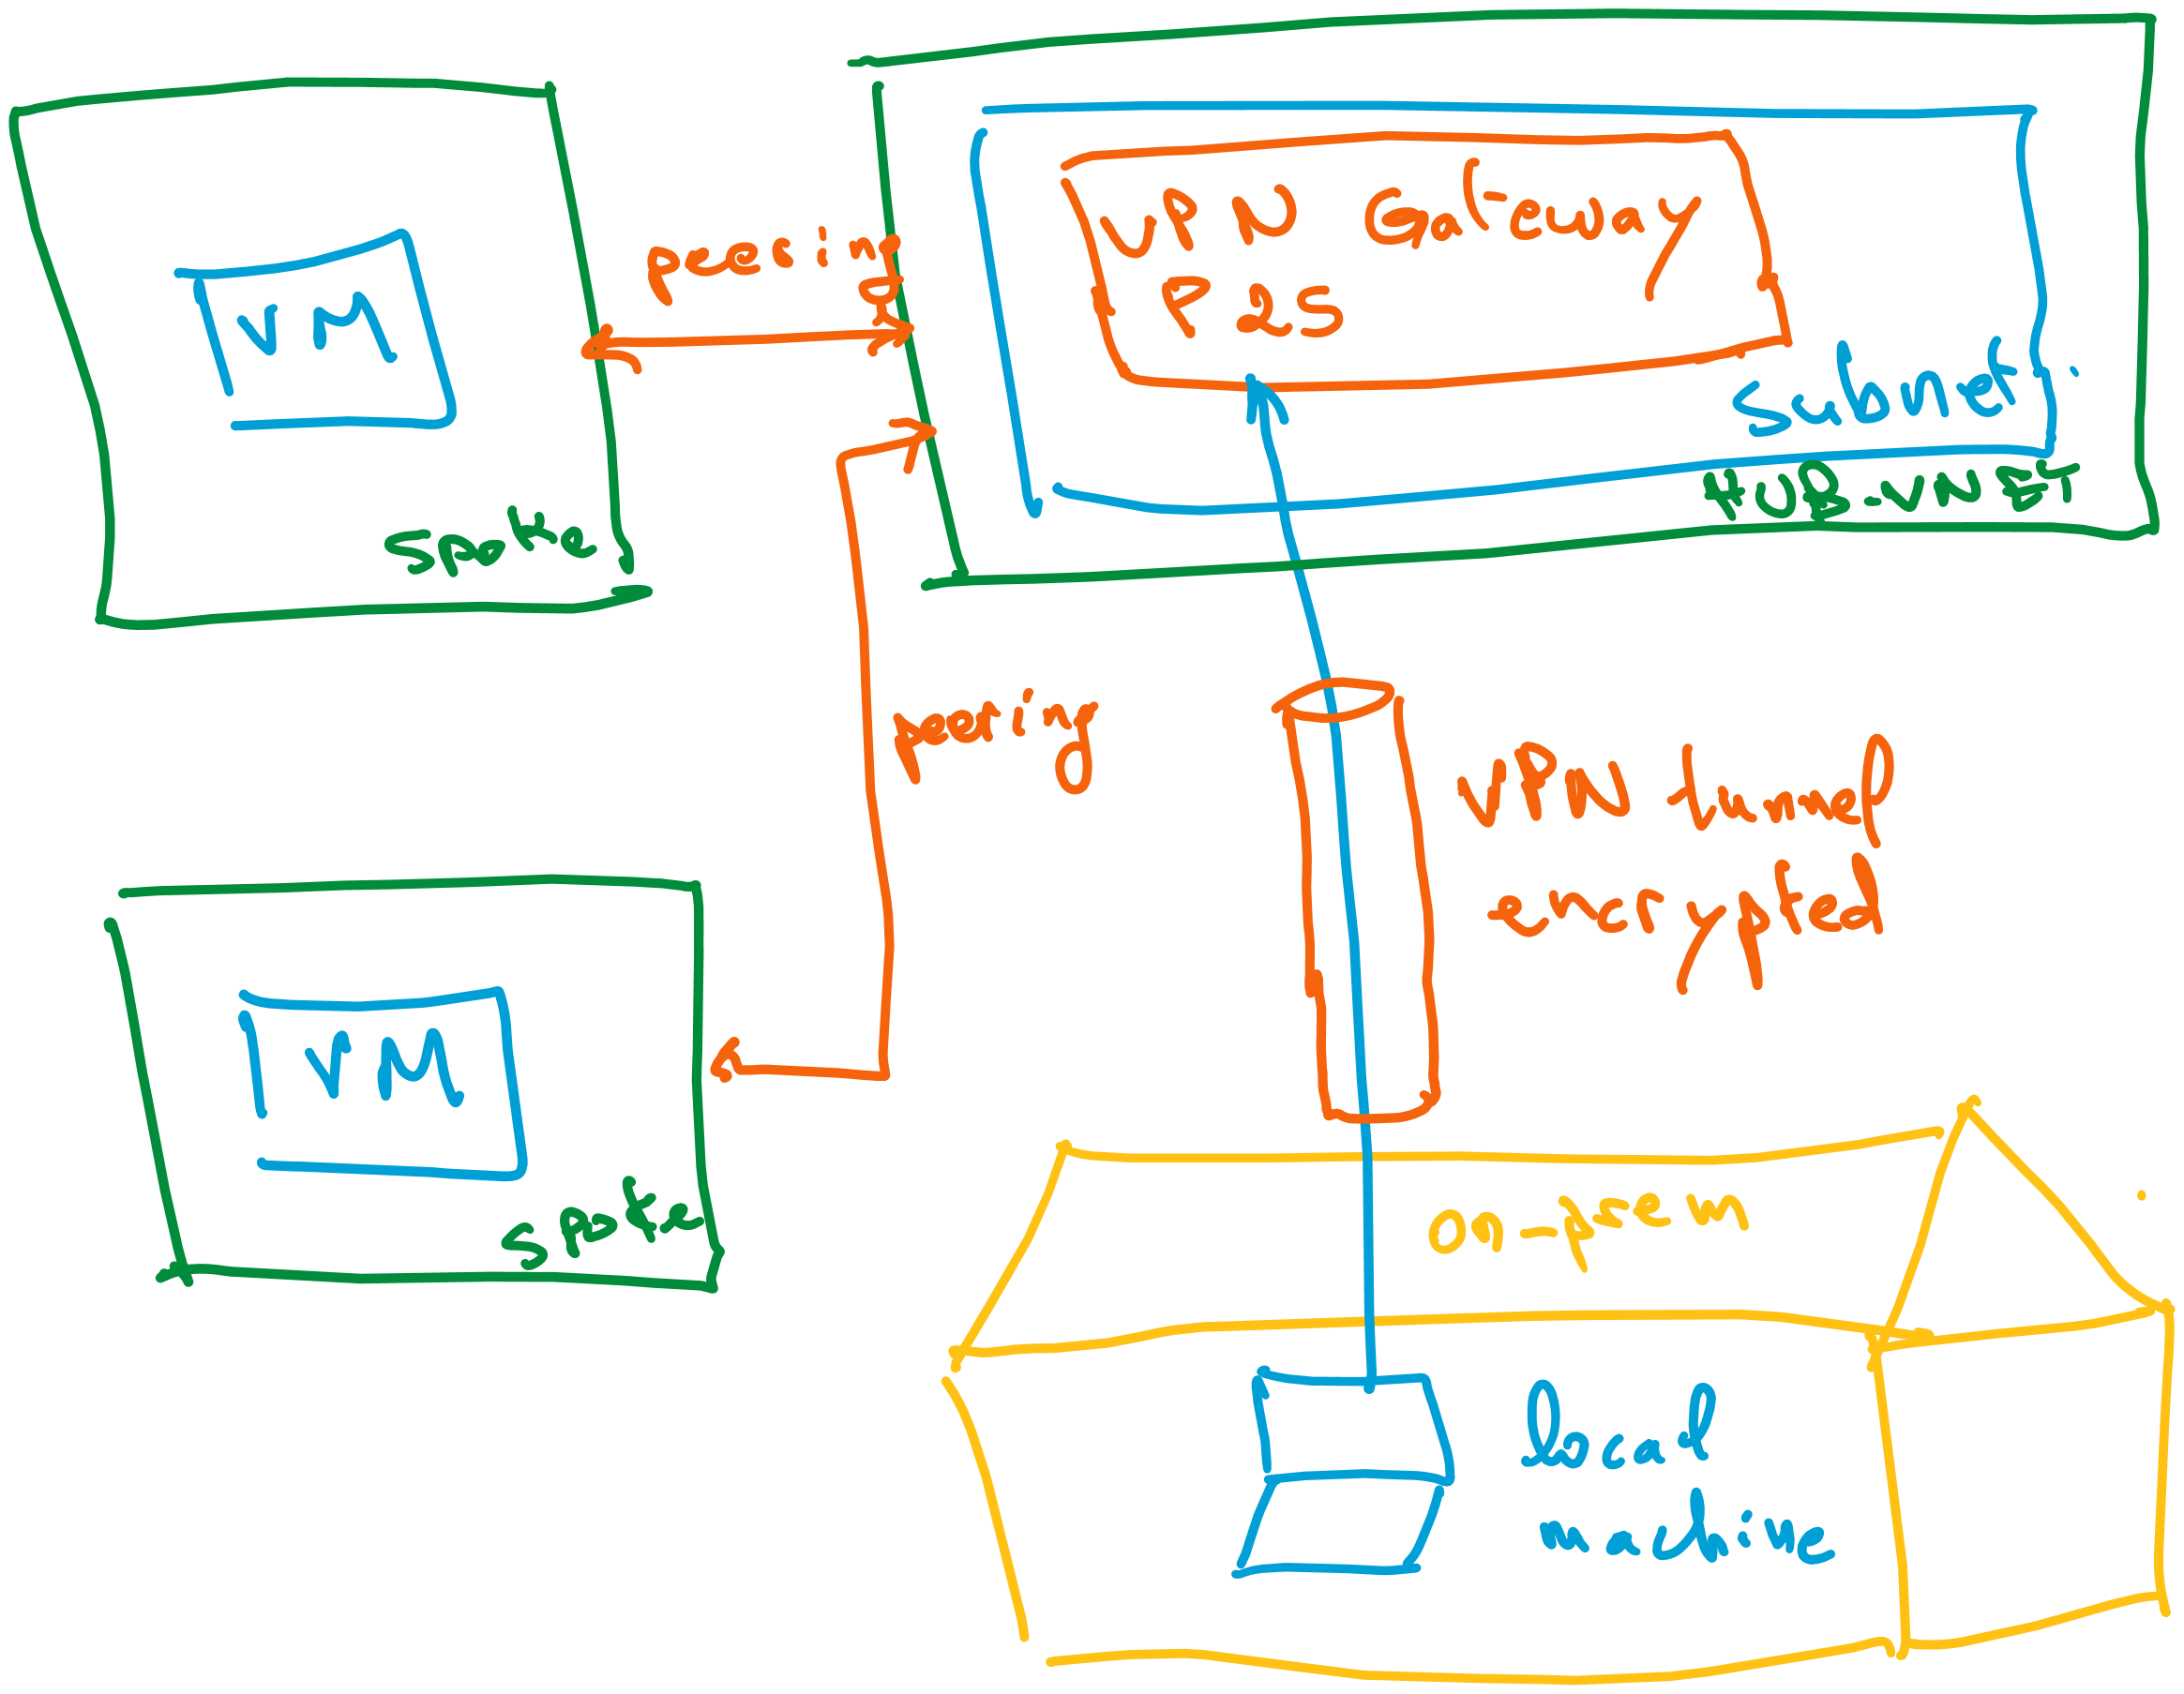 VM
spoke
peering
VPN Gateway
P2S
subnet
HUB-VNET
peering
VPN tunnel
encrypted
VM
spoke
on-prem
local
machine